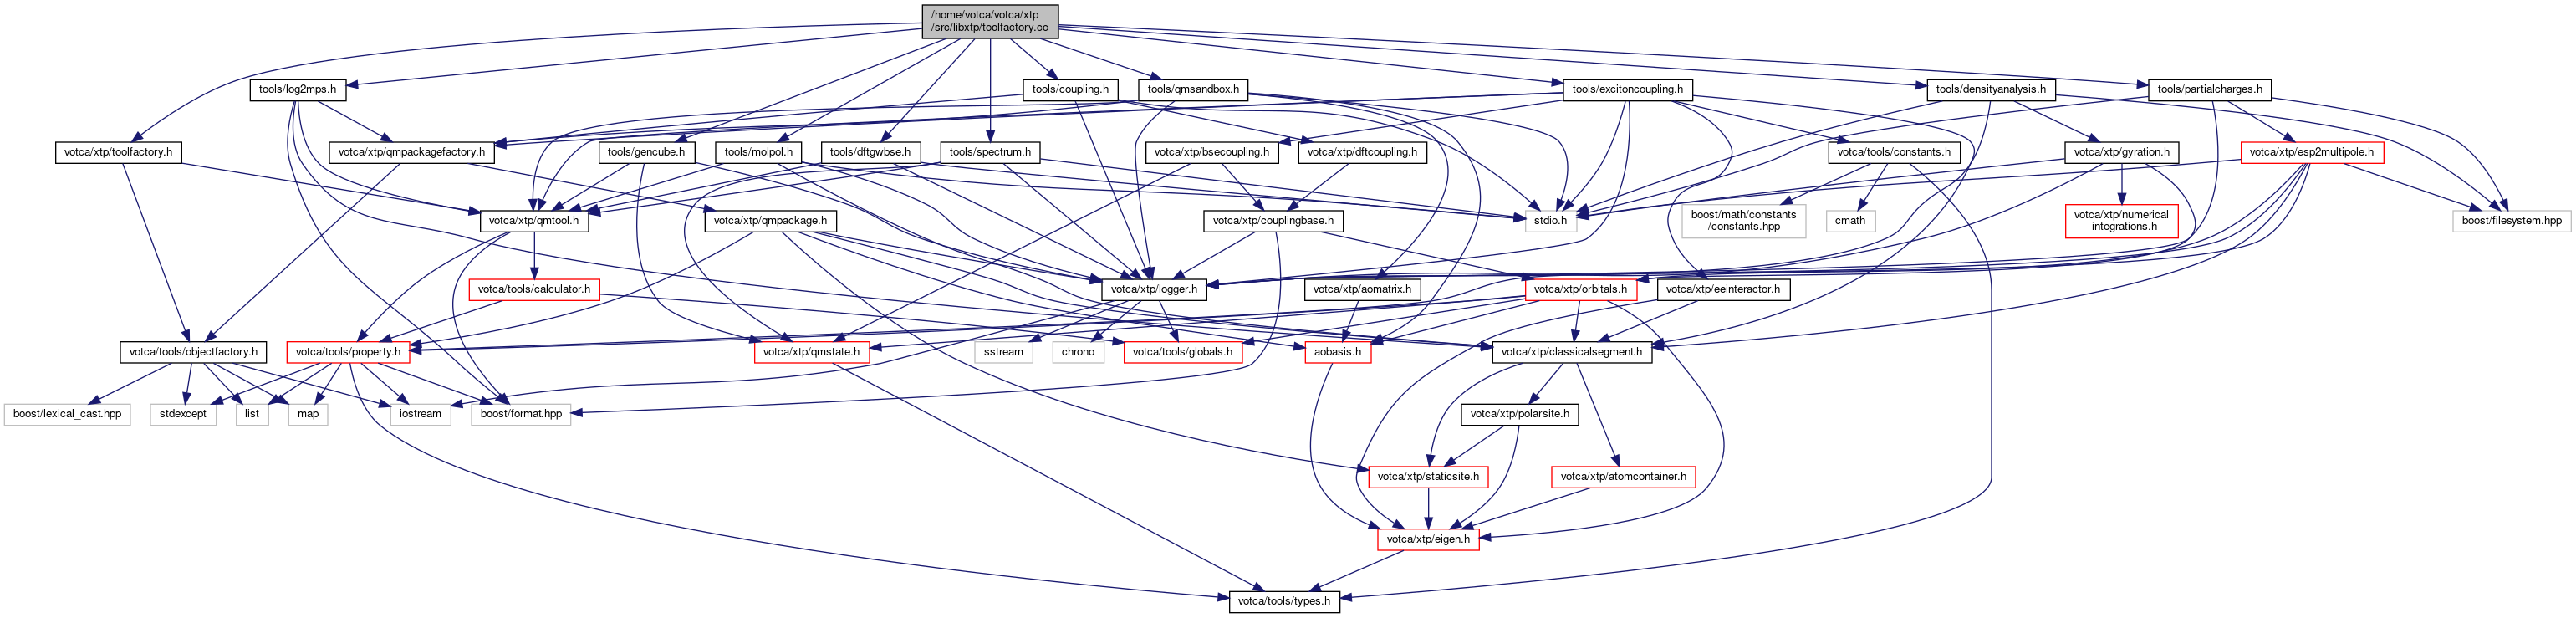 /home/votca/votca/xtp
/src/libxtp/toolfactory.cc
tools/log2mps.h
tools/coupling.h
tools/qmsandbox.h
tools/excitoncoupling.h
tools/densityanalysis.h
tools/partialcharges.h
votca/xtp/toolfactory.h
votca/xtp/qmpackagefactory.h
tools/gencube.h
tools/molpol.h
tools/dftgwbse.h
tools/spectrum.h
votca/xtp/bsecoupling.h
votca/xtp/dftcoupling.h
votca/tools/constants.h
votca/xtp/gyration.h
votca/xtp/esp2multipole.h
votca/xtp/qmtool.h
votca/xtp/qmpackage.h
votca/xtp/couplingbase.h
stdio.h
boost/math/constants
/constants.hpp
cmath
votca/xtp/numerical
_integrations.h
boost/filesystem.hpp
votca/tools/calculator.h
votca/xtp/logger.h
votca/xtp/aomatrix.h
votca/xtp/orbitals.h
votca/xtp/eeinteractor.h
votca/tools/objectfactory.h
votca/tools/property.h
votca/xtp/qmstate.h
sstream
chrono
votca/tools/globals.h
aobasis.h
votca/xtp/classicalsegment.h
boost/lexical_cast.hpp
stdexcept
list
map
iostream
boost/format.hpp
votca/xtp/polarsite.h
votca/xtp/staticsite.h
votca/xtp/atomcontainer.h
votca/xtp/eigen.h
votca/tools/types.h